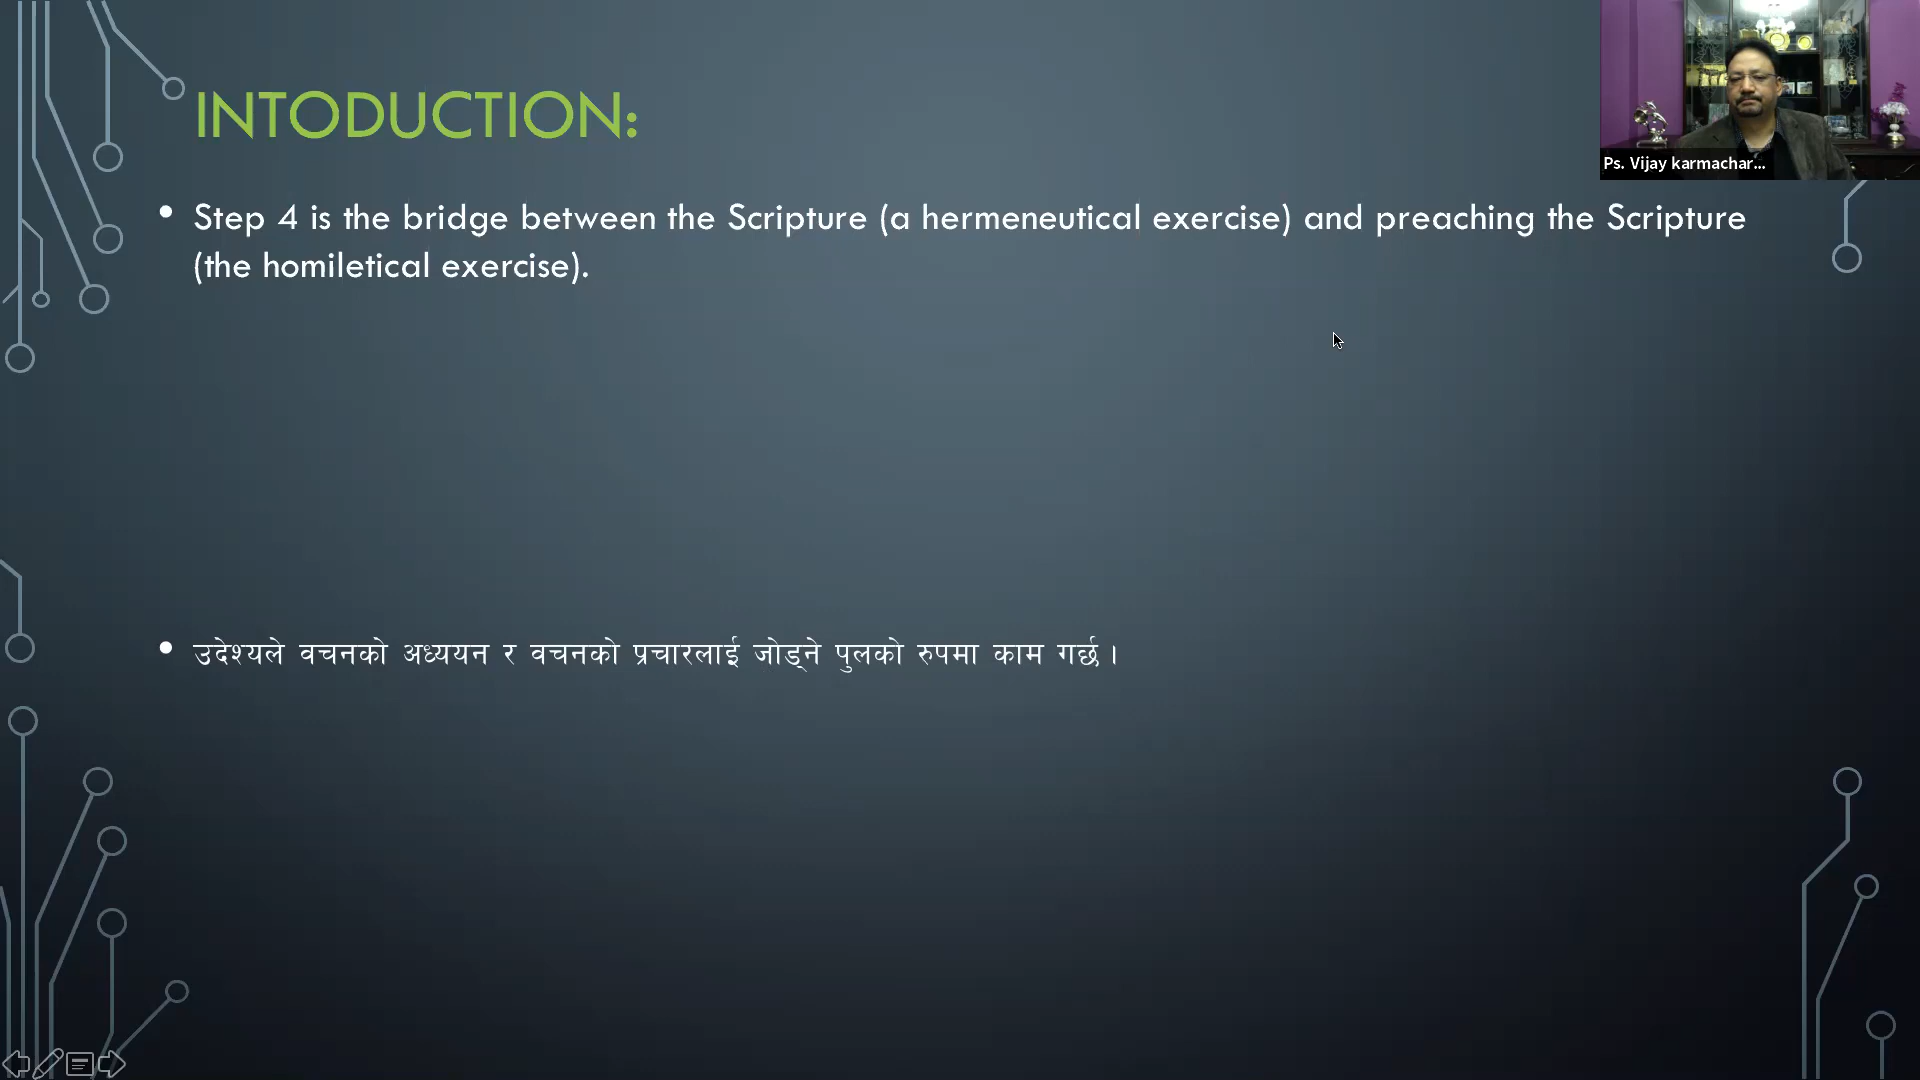 INTODUCTION:
Ps. Vijay karmachar...
• Step 4 is the bridge between the Scripture (a hermeneutical exercise) and preaching the Scripture
(the homiletical exercise).
• उदेश्यले वचनको अध्ययन र वचनको प्रचारलाई जोड्ने पुलको रुपमा काम गर्छ ।